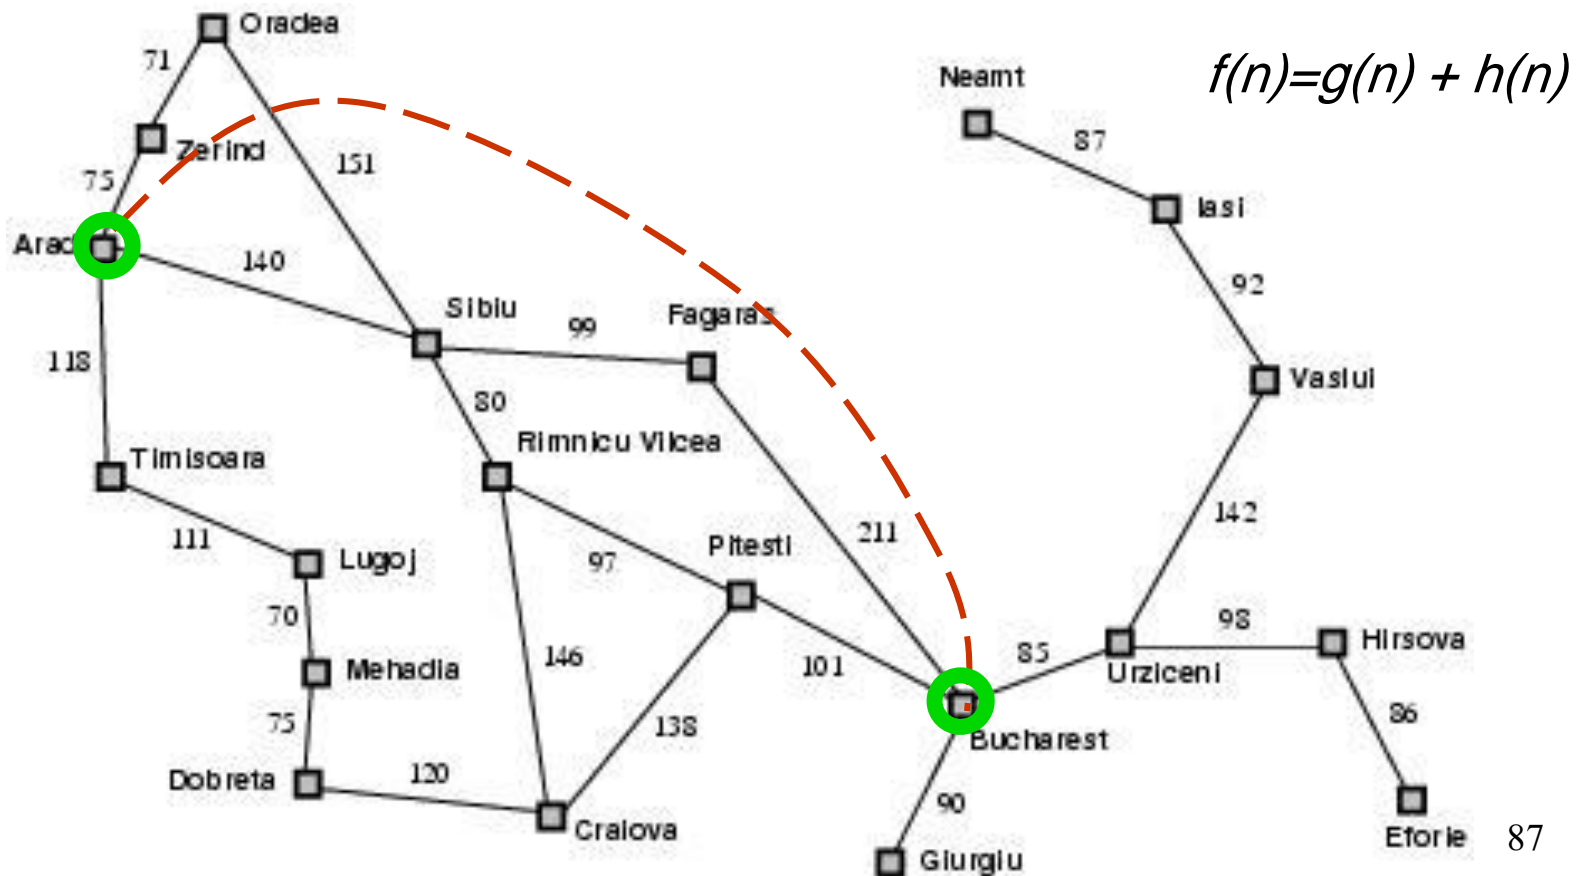 Oradea
71
Neamt
f(n)=g(n) + h(n)
87
Zerind
151
75
Iasi
Arad
140
92
Sibiu
Fagaras
99
118
Vaslui
80
Rimnicu Vilcea
Timisoara
142
211
111
Lugoj
97
Pitesti
70
98
Hirsova
146
85
Mehadia
101
Urziceni
75
138
86
Bucharest
Dobreta
120
90
Craiova
Eforie
87
Giurgiu